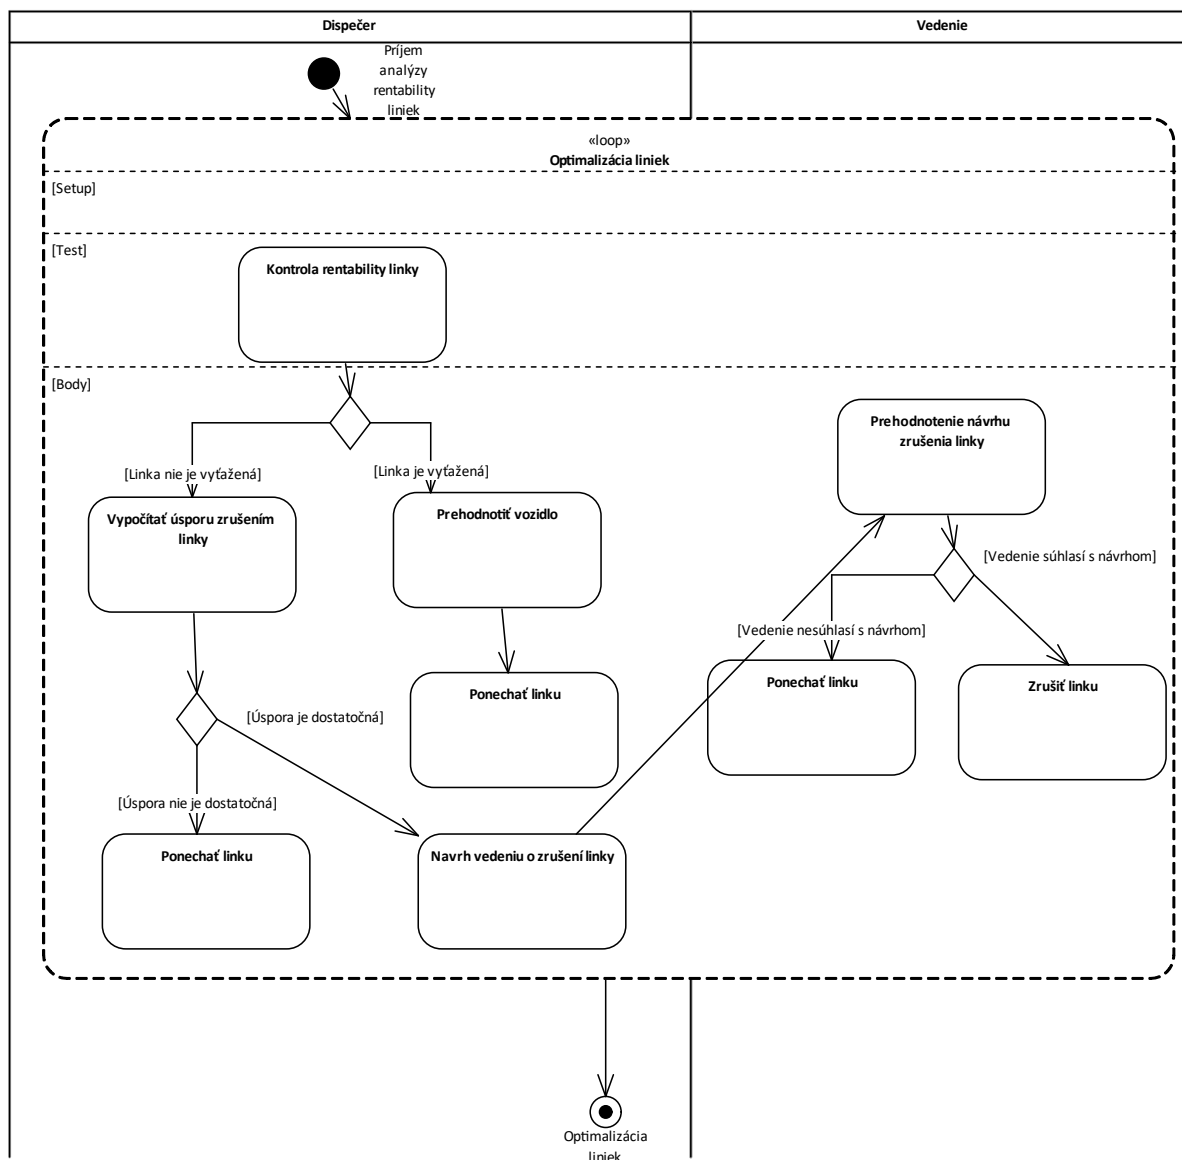 Dispečer
Vedenie
Príjem
analýzy
rentability
liniek
«loop»
Optimalizácia liniek
[Setup]
[Test]
Kontrola rentability linky
[Body]
Prehodnotenie návrhu
zrušenia linky
[Linka nie je vyťažená]
[Linka je vyťažená]
Vypočítať úsporu zrušením
linky
Prehodnotiť vozidlo
[Vedenie súhlasí s návrhom]
[Vedenie nesúhlasí s návrhom]
Ponechať linku
Ponechať linku
Zrušiť linku
[Úspora je dostatočná]
[Úspora nie je dostatočná]
Ponechať linku
Navrh vedeniu o zrušení linky
Optimalizácia
liniek